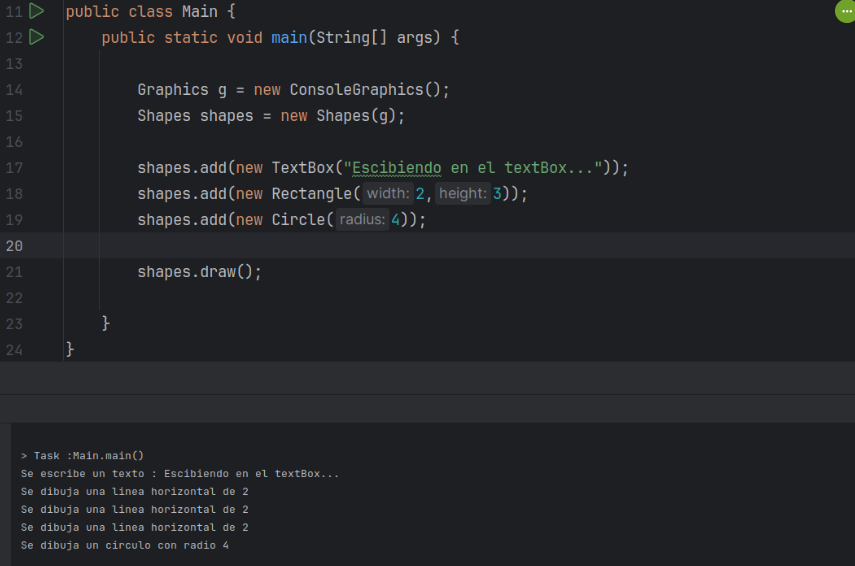 11 public class Main {
12 public static void main(String[] args) {
13
14 Graphics g = new ConsoleGraphics();
15 Shapes shapes = new Shapes(g);
16
17 shapes.add(new TextBox("Escibiendo en el textBox..."));
18 shapes.add(new Rectangle( width: 2, height: 3));
19 shapes.add(new Circle( radius: 4));
20
21 shapes.draw();
22
23 }
24 }
> Task :Main.main()
Se escribe un texto : Escibiendo en el textBox...
Se dibuja una linea horizontal de 2
Se dibuja una linea horizontal de 2
Se dibuja una linea horizontal de 2
Se dibuja un circulo con radio 4